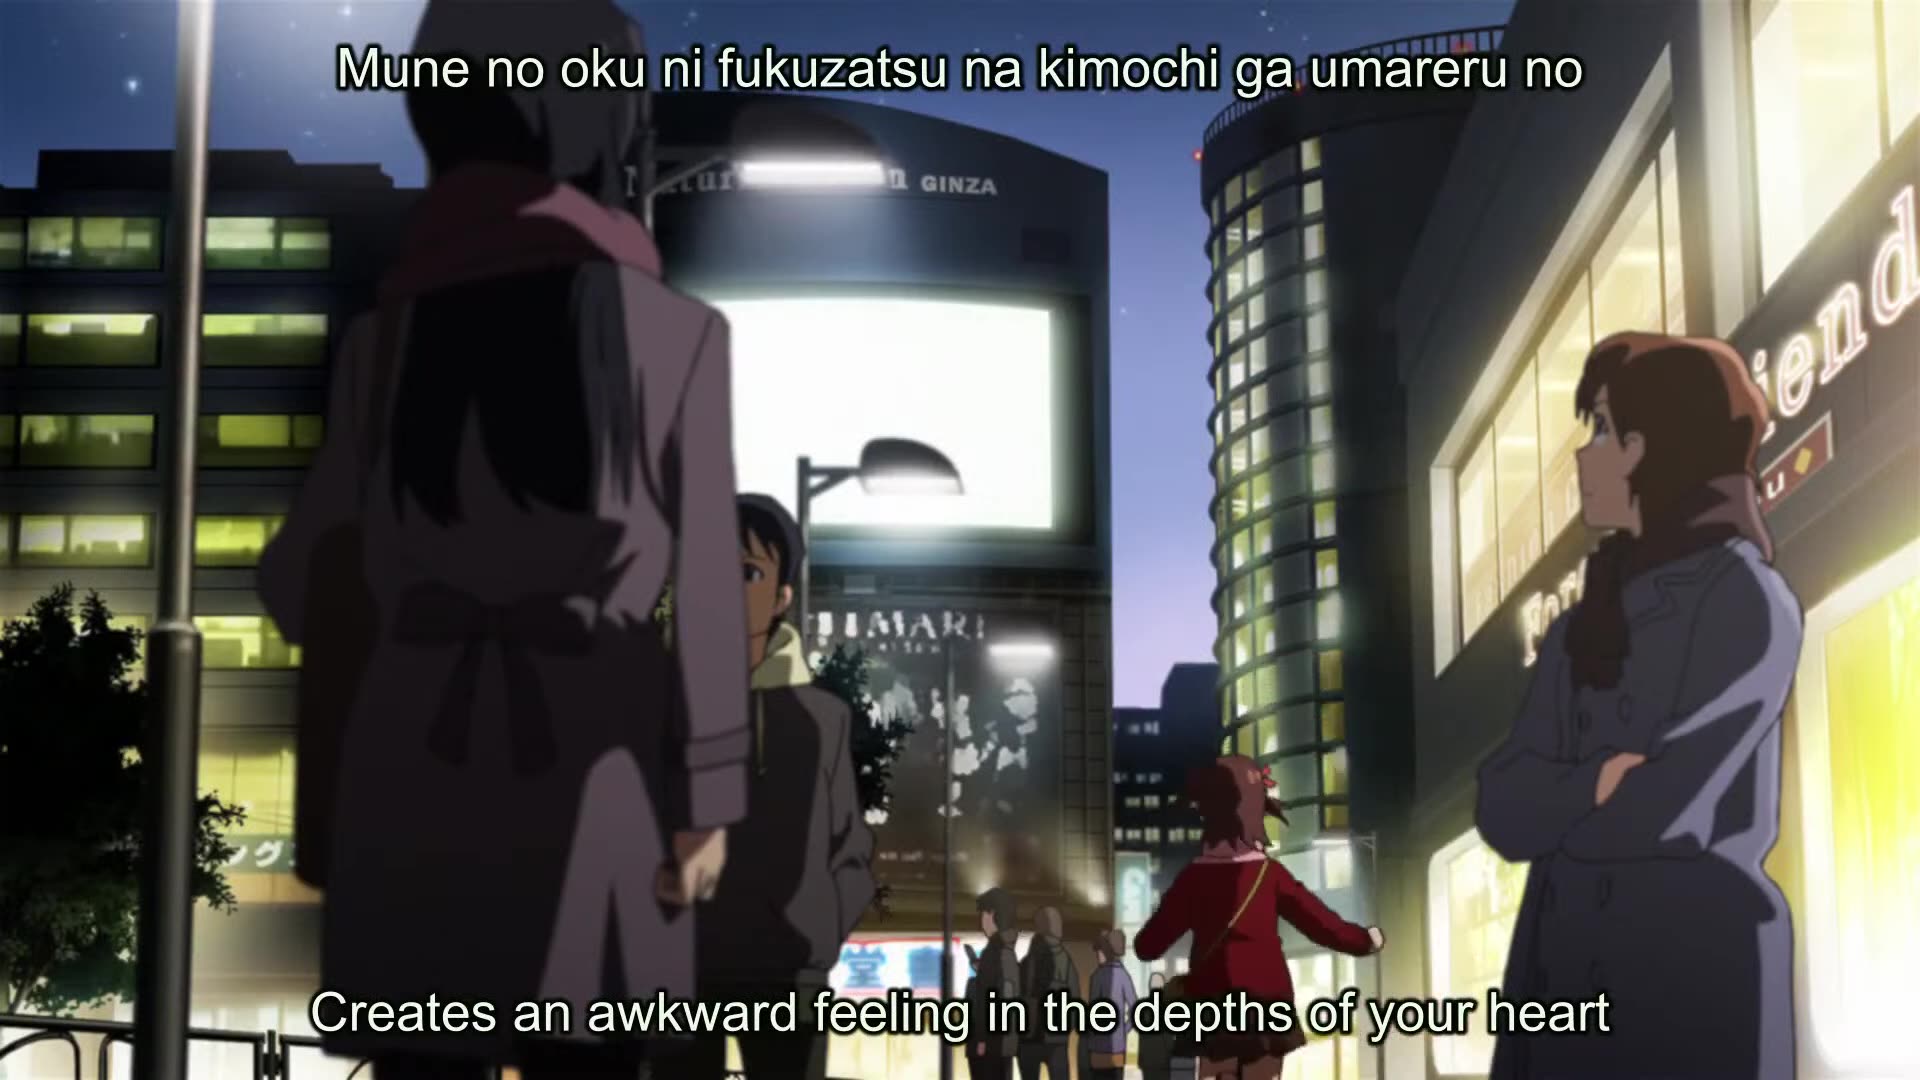 Mune no oku ni fukuzatsu na kimochi ga umareru no
GINZA
Creates an awkward feeling in the depths of your heart